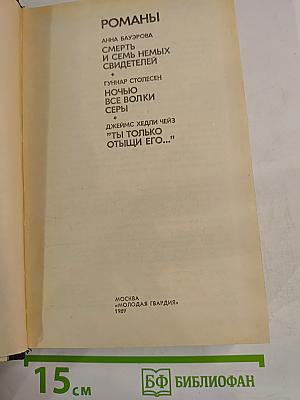 РОМАНЫ
АННА БАУЭРОВА
СМЕРТЬ
И СЕМЬ НЕМЫХ
СВИДЕТЕЛЕЙ
ГУННАР СТОЛЕСЕН
НОЧЬЮ
ВСЕ ВОЛКИ
СЕРЫ
ДЖЕЙМС ХЕДЛИ ЧЕЙЗ
"ТЫ ТОЛЬКО
ОТЫЩИ ЕГО..."
МОСКВА
«МОЛОДАЯ ГВАРДИЯ»
1989
15 см
БФ БИБЛИОФАН